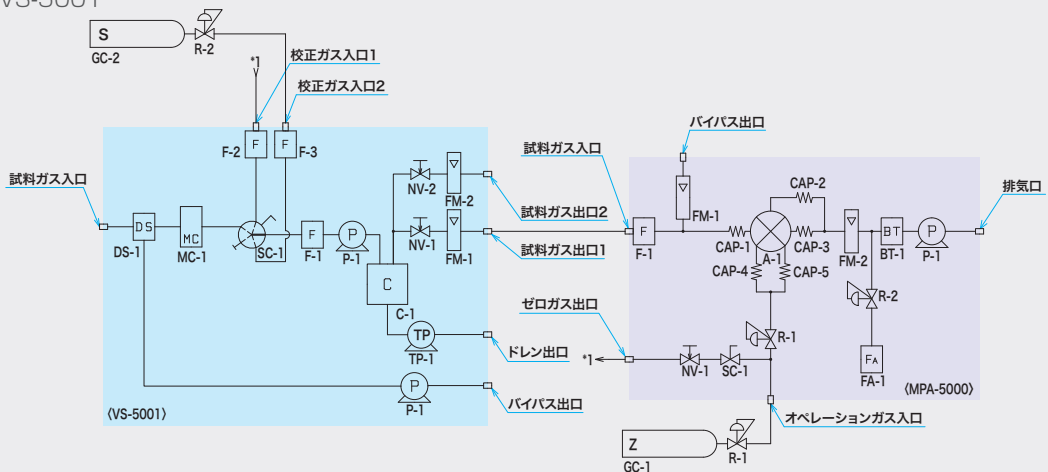 VS-5001
S
GC-2
R-2
*1
校正ガス入口1
校正ガス入口2
F
F-2
F
F-3
試料ガス入口
DS
DS-1
MC
MC-1
SC-1
F
F-1
P
P-1
NV-2
FM-2
NV-1
FM-1
試料ガス出口2
試料ガス出口1
C
C-1
TP
TP-1
ドレン出口
P
P-1
バイパス出口
〈VS-5001〉
試料ガス入口
バイパス出口
FM-1
F
F-1
CAP-1
CAP-2
CAP-3
A-1
CAP-4
CAP-5
FM-2
BT
BT-1
P
P-1
排気口
R-2
FA
FA-1
R-1
ゼロガス出口
*1
NV-1
SC-1
〈MPA-5000〉
オペレーションガス入口
Z
GC-1
R-1